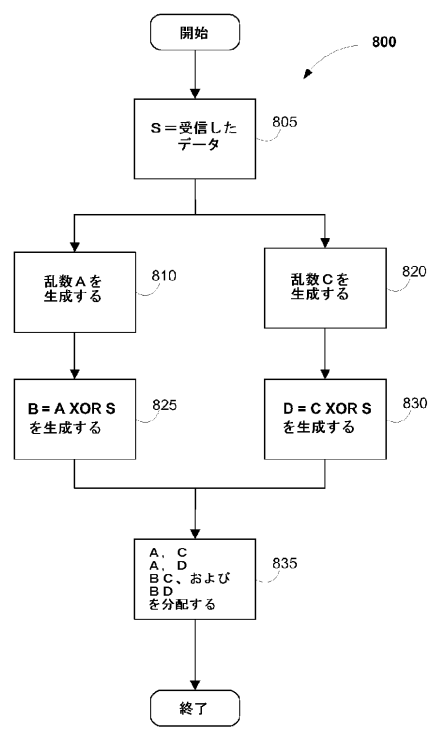 開始
800
S=受信した
データ
805
乱数Aを
生成する
810
乱数Cを
生成する
820
B = A XOR S
を生成する
825
D = C XOR S
を生成する
830
A, C
A, D
B C、および
B D
を分配する
835
終了